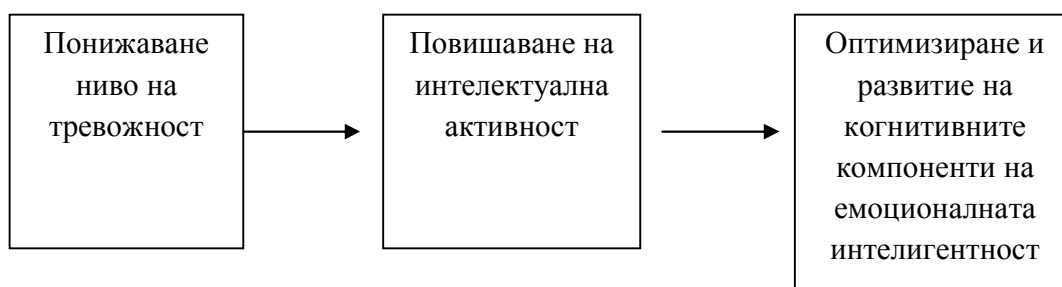 Понижаване
ниво на
тревожност
Повишаване на
интелектуална
активност
Оптимизиране и
развитие на
когнитивните
компоненти на
емоционалната
интелигентност